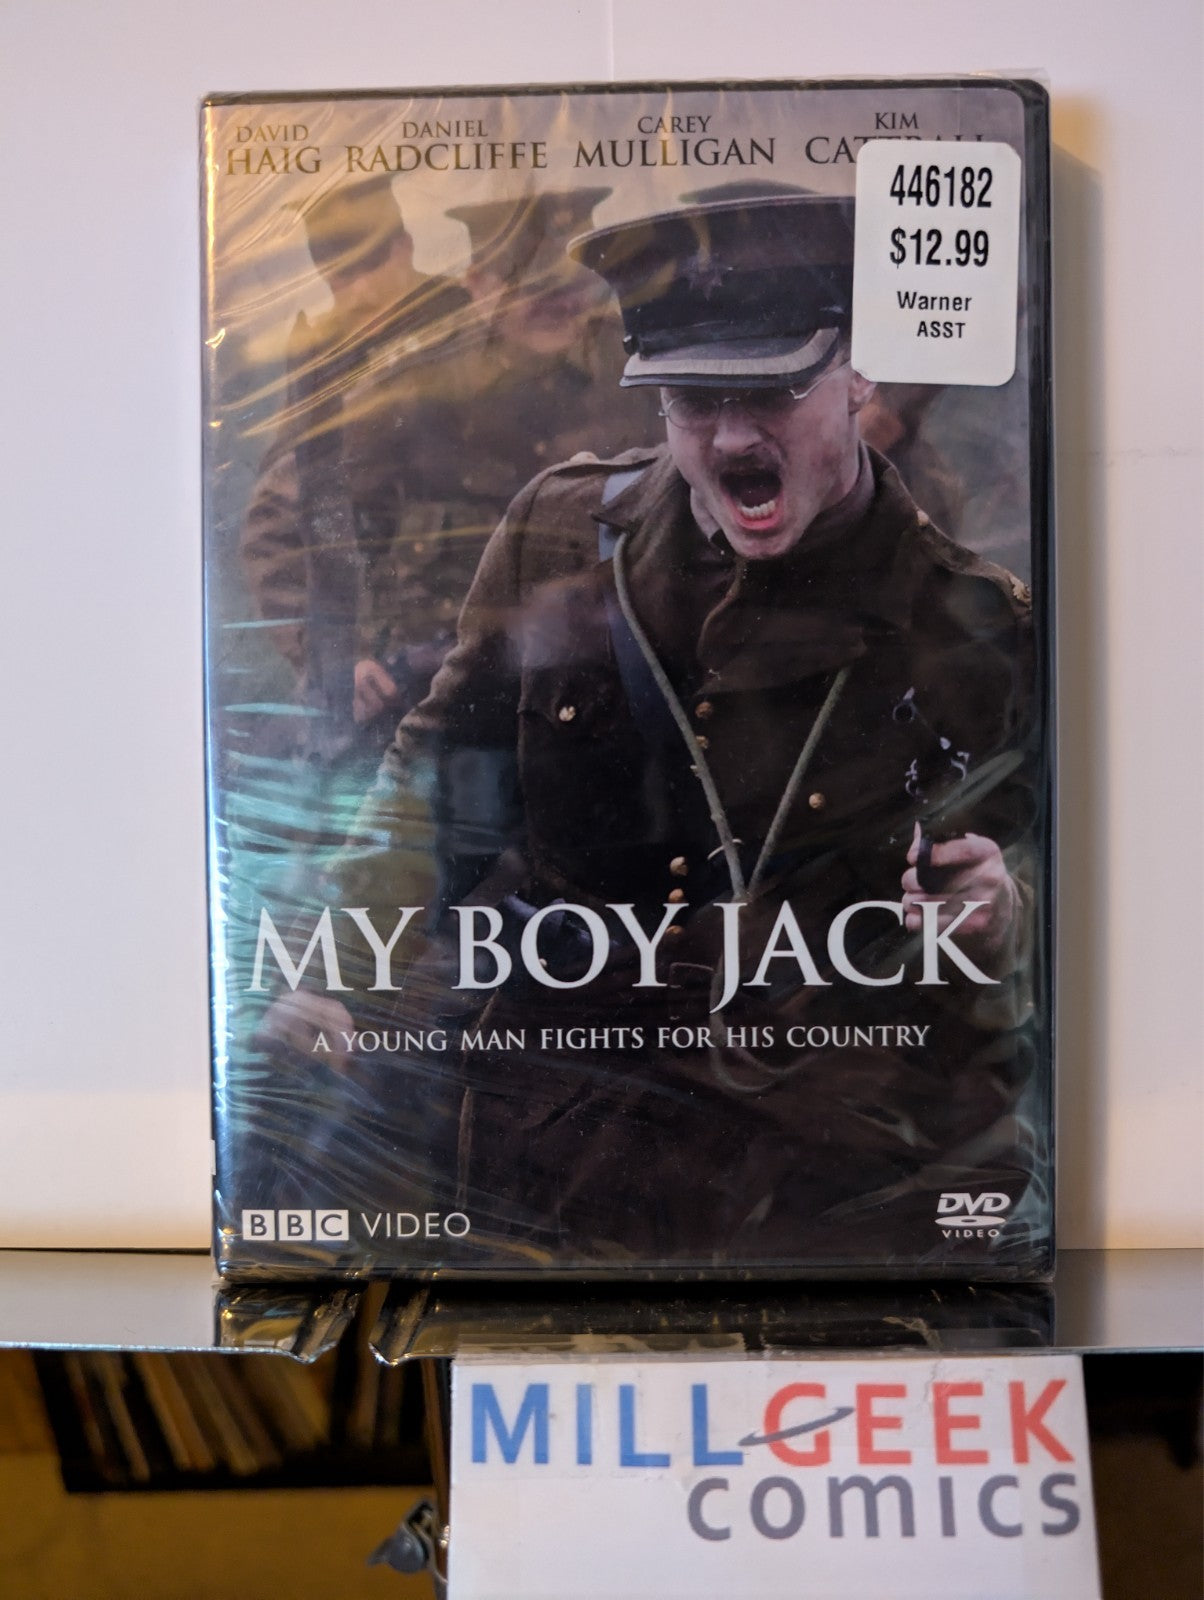 DAVID DANIEL CAREY KIM
HAIG RADCLIFFE MULLIGAN
446182
$12.99
Warner
ASST
MY BOY JACK
A YOUNG MAN FIGHTS FOR HIS COUNTRY
BBC VIDEO
DVD
VIDEO
MILLGEEK
comics